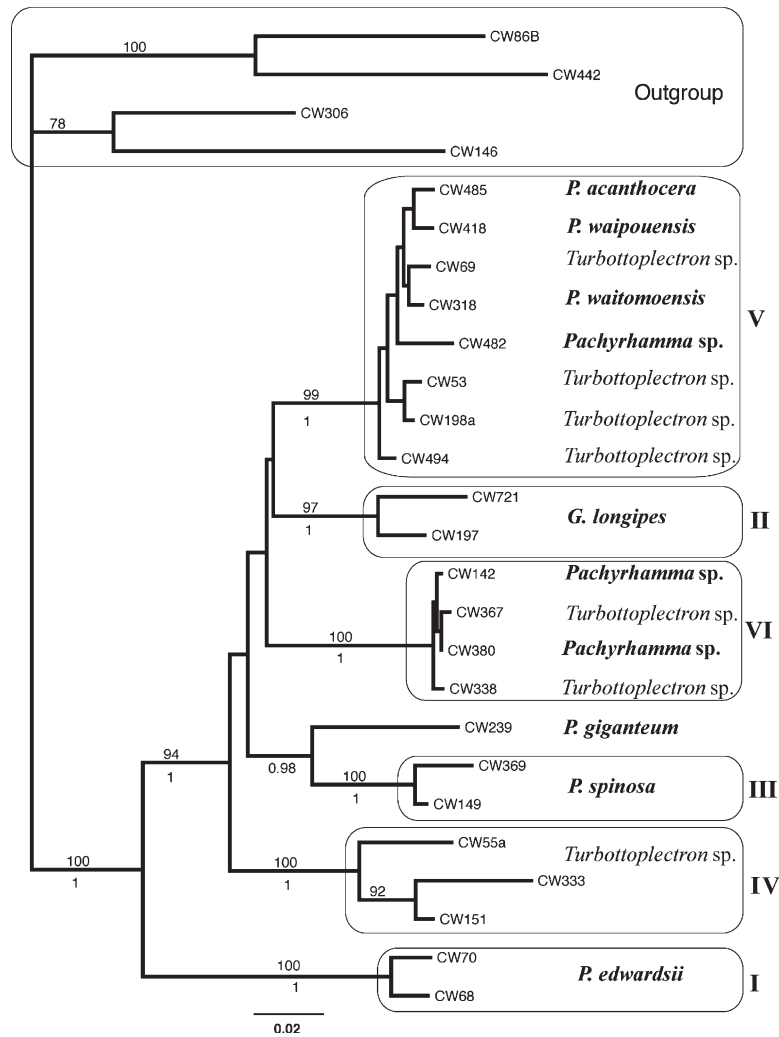 100
CW86B
CW442
Outgroup
78
CW306
CW146
CW485 P. acanthocera
CW418 P. waipouensis
CW69 Turbottoplectron sp.
CW318 P. waitomoensis
V
CW482 Pachyrhamma sp.
CW53 Turbottoplectron sp.
99
1
CW198a Turbottoplectron sp.
CW494 Turbottoplectron sp.
CW721
97
1
G. longipes
II
CW197
CW142 Pachyrhamma sp.
CW367 Turbottoplectron sp.
VI
100
1
CW380 Pachyrhamma sp.
CW338 Turbottoplectron sp.
CW239 P. giganteum
94
1
0.98
CW369
100
1
P. spinosa
III
CW149
CW55a Turbottoplectron sp.
100
1
100
1
CW333
IV
92
CW151
CW70
100
1
P. edwardsii
I
CW68
0.02